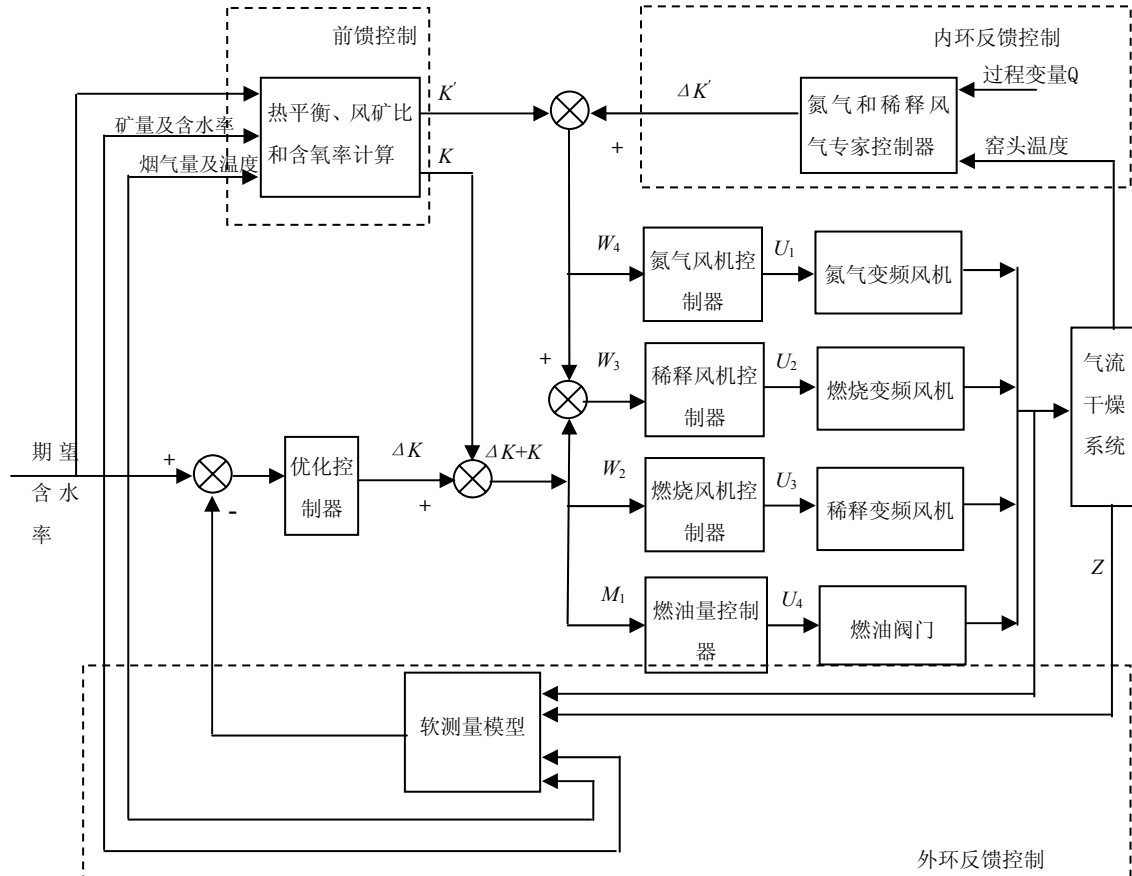 前馈控制
内环反馈控制
过程变量Q
K′
ΔK′
热平衡、风矿比
和含氧率计算
氮气和稀释风
气专家控制器
矿量及含水率
烟气量及温度
K
+
窑头温度
W4
氮气风机控
制器
U1
氮气变频风机
+
W3
稀释风机控
制器
U2
燃烧变频风机
气流
干燥
系统
期望
含水
率
+
-
优化控
制器
ΔK
+
ΔK+K
W2
燃烧风机控
制器
U3
稀释变频风机
Z
M1
燃油量控制
器
U4
燃油阀门
软测量模型
外环反馈控制